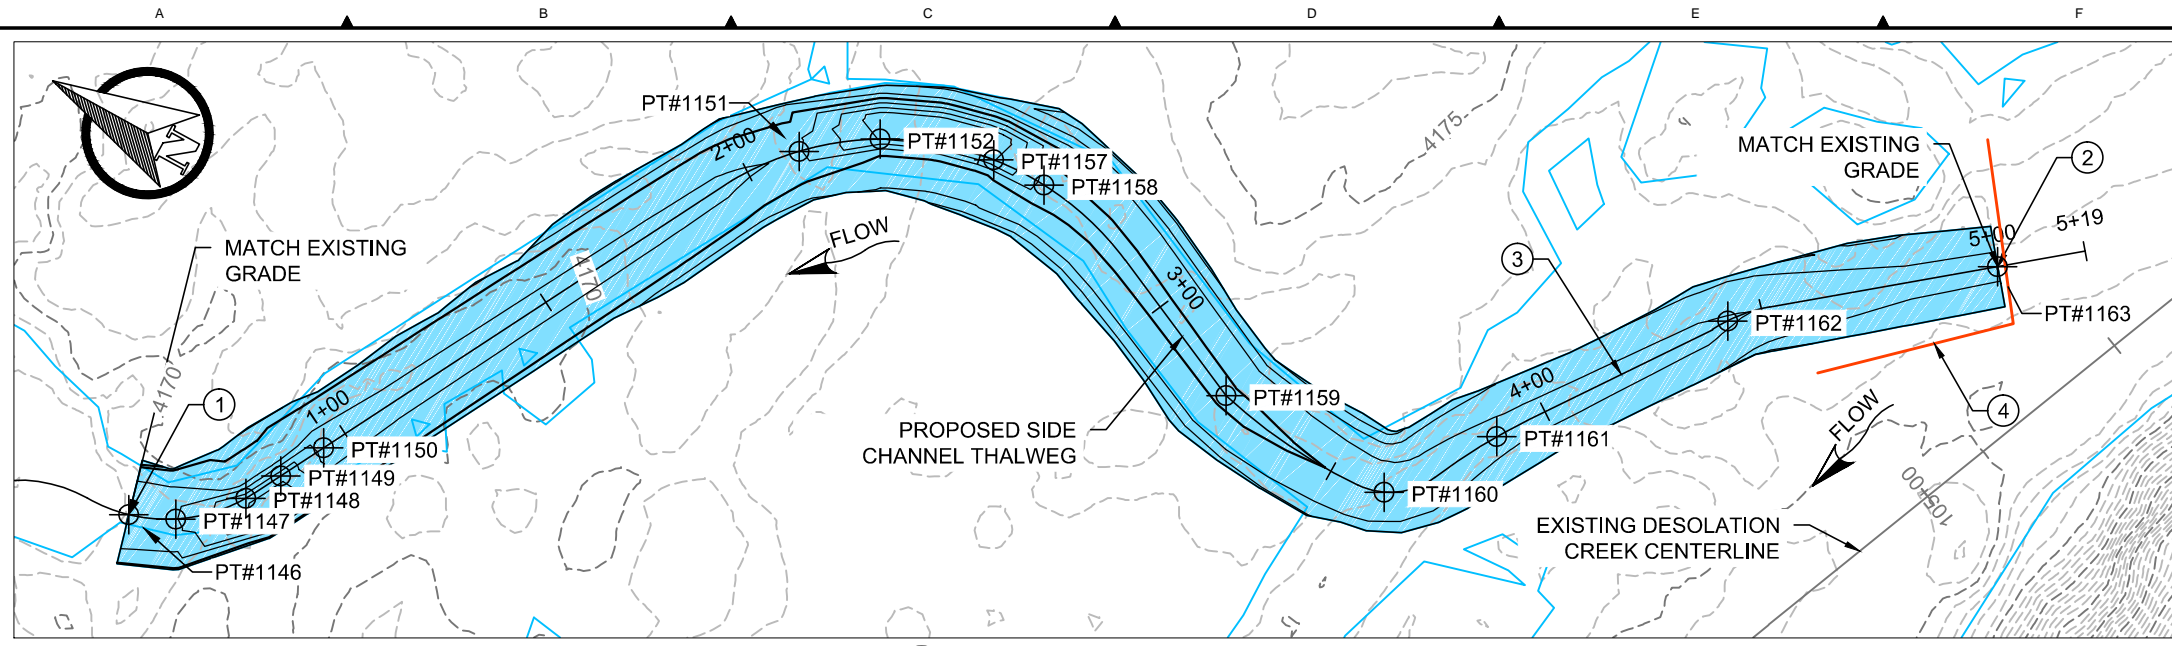 A B C D E F
PT#1151
2+00
PT#1152
PT#1157
PT#1158
4175
MATCH EXISTING
GRADE
2
5+00
5+19
N
MATCH EXISTING
GRADE
FLOW
4170
3+00
3
PT#1162
PT#1163
4170
1
1+00
PT#1159
4+00
4
FLOW
PROPOSED SIDE
CHANNEL THALWEG
PT#1150
PT#1149
PT#1148
PT#1147
PT#1146
PT#1161
PT#1160
105+00
EXISTING DESOLATION
CREEK CENTERLINE